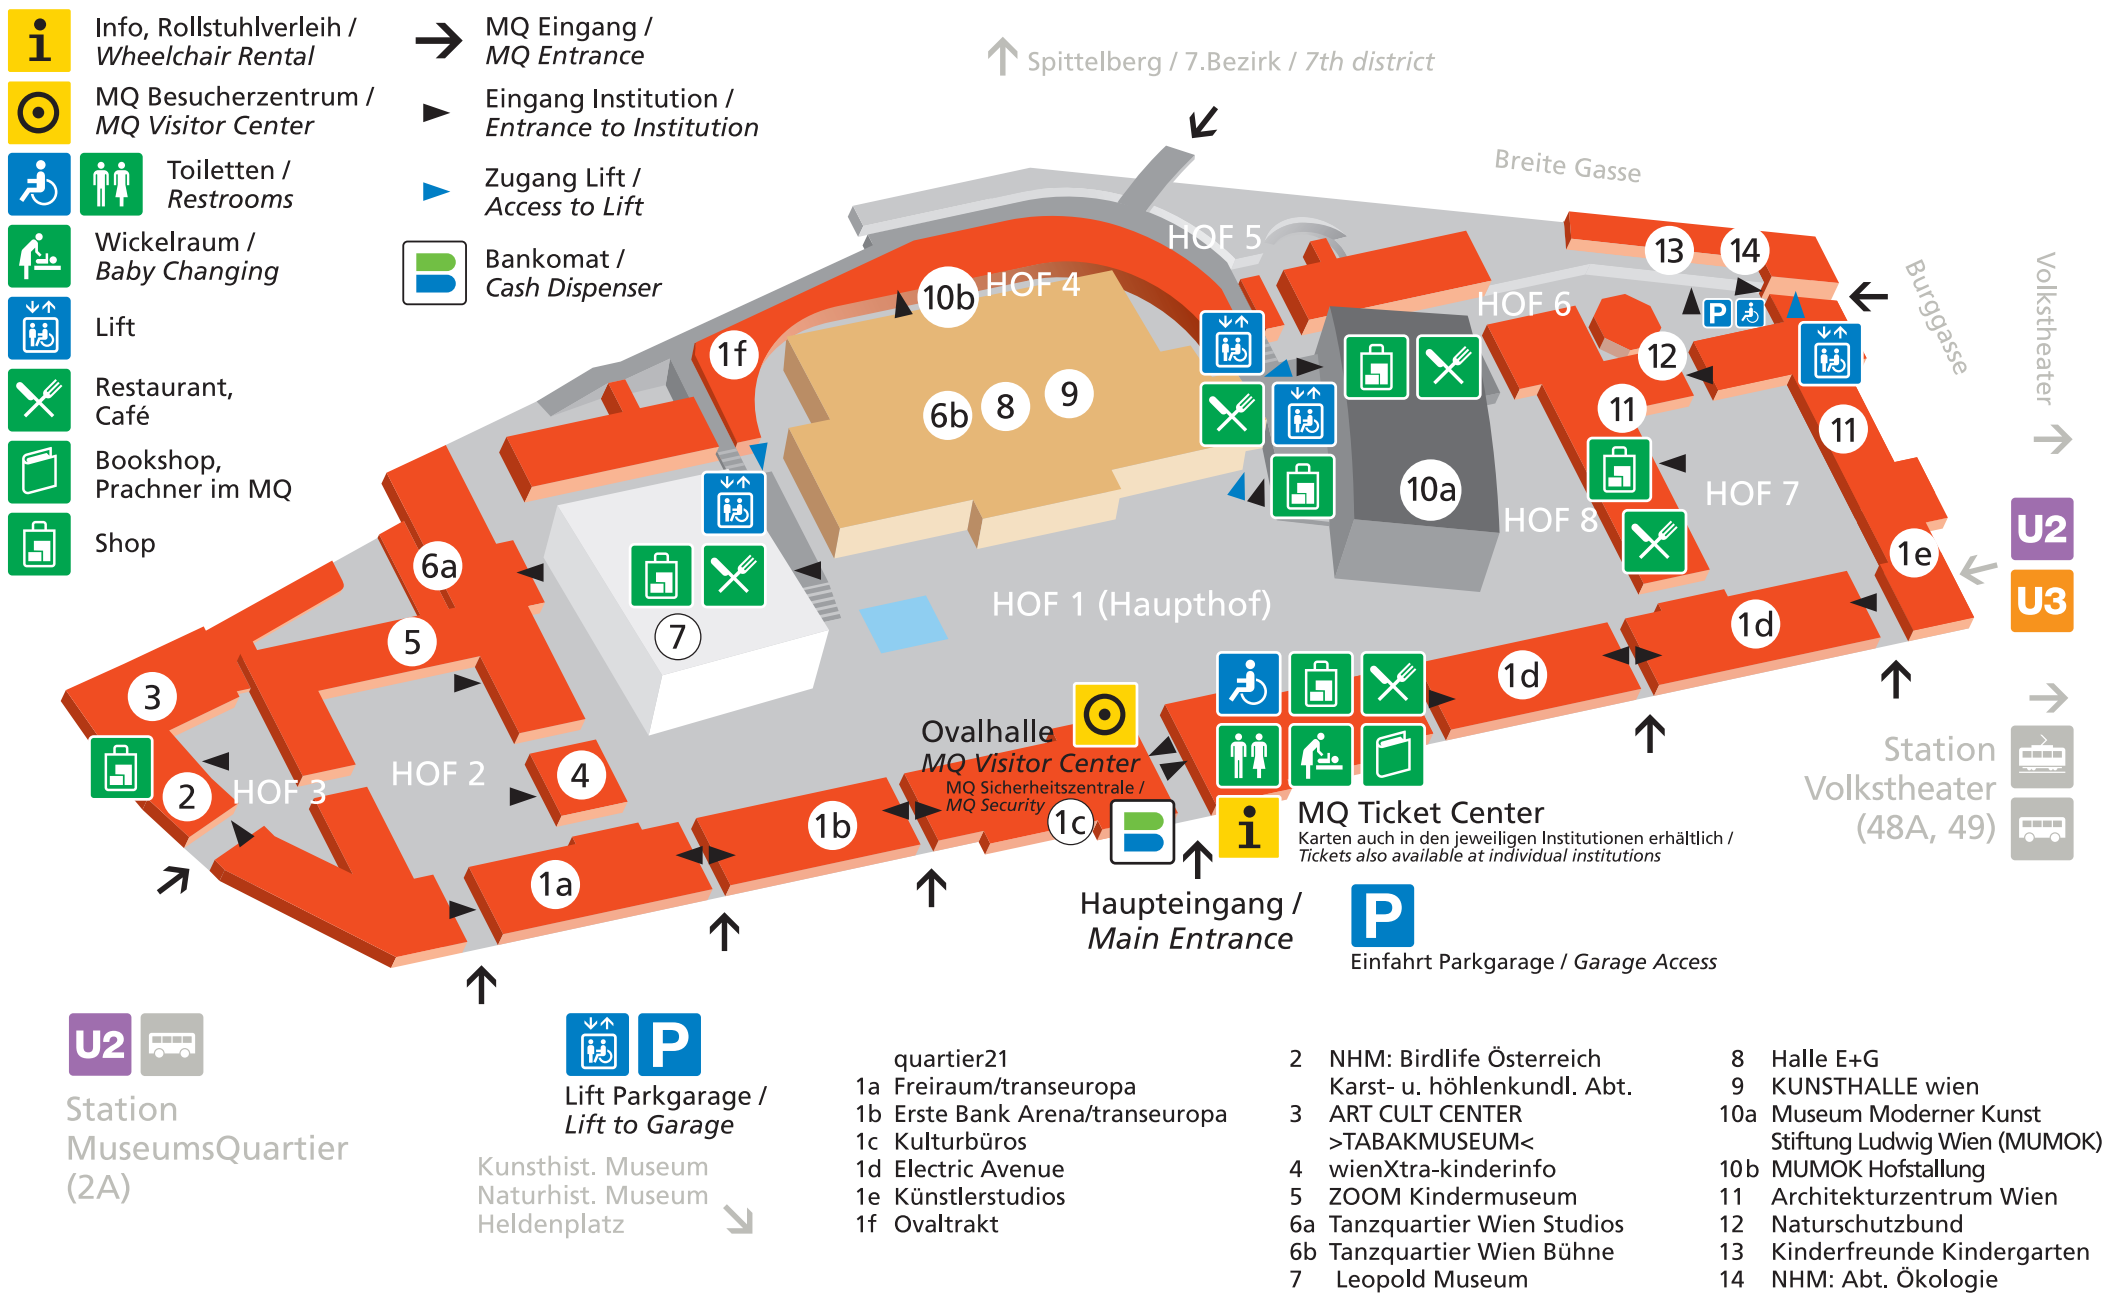 Info, Rollstuhlverleih /
Wheelchair Rental
MQ Besucherzentrum /
MQ Visitor Center
Toiletten /
Restrooms
Wickelraum /
Baby Changing
Lift
Restaurant,
Café
Bookshop,
Prachner im MQ
Shop
MQ Eingang /
MQ Entrance
Eingang Institution /
Entrance to Institution
Zugang Lift /
Access to Lift
Bankomat /
Cash Dispenser
Spittelberg / 7.Bezirk / 7th district
Breite Gasse
Burggasse
Volkstheater
HOF 5
13
14
HOF 4
10b
HOF 6
P
1f
12
9
8
6b
11
11
10a
HOF 7
HOF 8
U2
6a
1e
U3
HOF 1 (Haupthof)
7
5
1d
1d
3
Ovalhalle
MQ Visitor Center
MQ Sicherheitszentrale /
MQ Security
1c
4
HOF 2
HOF 3
2
1b
1a
i
MQ Ticket Center
Karten auch in den jeweiligen Institutionen erhältlich /
Tickets also available at individual institutions
Station
Volkstheater
(48A, 49)
Haupteingang /
Main Entrance
P
Einfahrt Parkgarage / Garage Access
U2
Station
MuseumsQuartier
(2A)
P
Lift Parkgarage /
Lift to Garage
Kunsthist. Museum
Naturhist. Museum
Heldenplatz
quartier21
1a Freiraum/transeuropa
1b Erste Bank Arena/transeuropa
1c Kulturbüros
1d Electric Avenue
1e Künstlerstudios
1f Ovaltrakt
2 NHM: Birdlife Österreich
Karst- u. höhlenkundl. Abt.
3 ART CULT CENTER
>TABAKMUSEUM<
4 wienXtra-kinderinfo
5 ZOOM Kindermuseum
6a Tanzquartier Wien Studios
6b Tanzquartier Wien Bühne
7 Leopold Museum
8 Halle E+G
9 KUNSTHALLE wien
10a Museum Moderner Kunst
Stiftung Ludwig Wien (MUMOK)
10b MUMOK Hofstallung
11 Architekturzentrum Wien
12 Naturschutzbund
13 Kinderfreunde Kindergarten
14 NHM: Abt. Ökologie